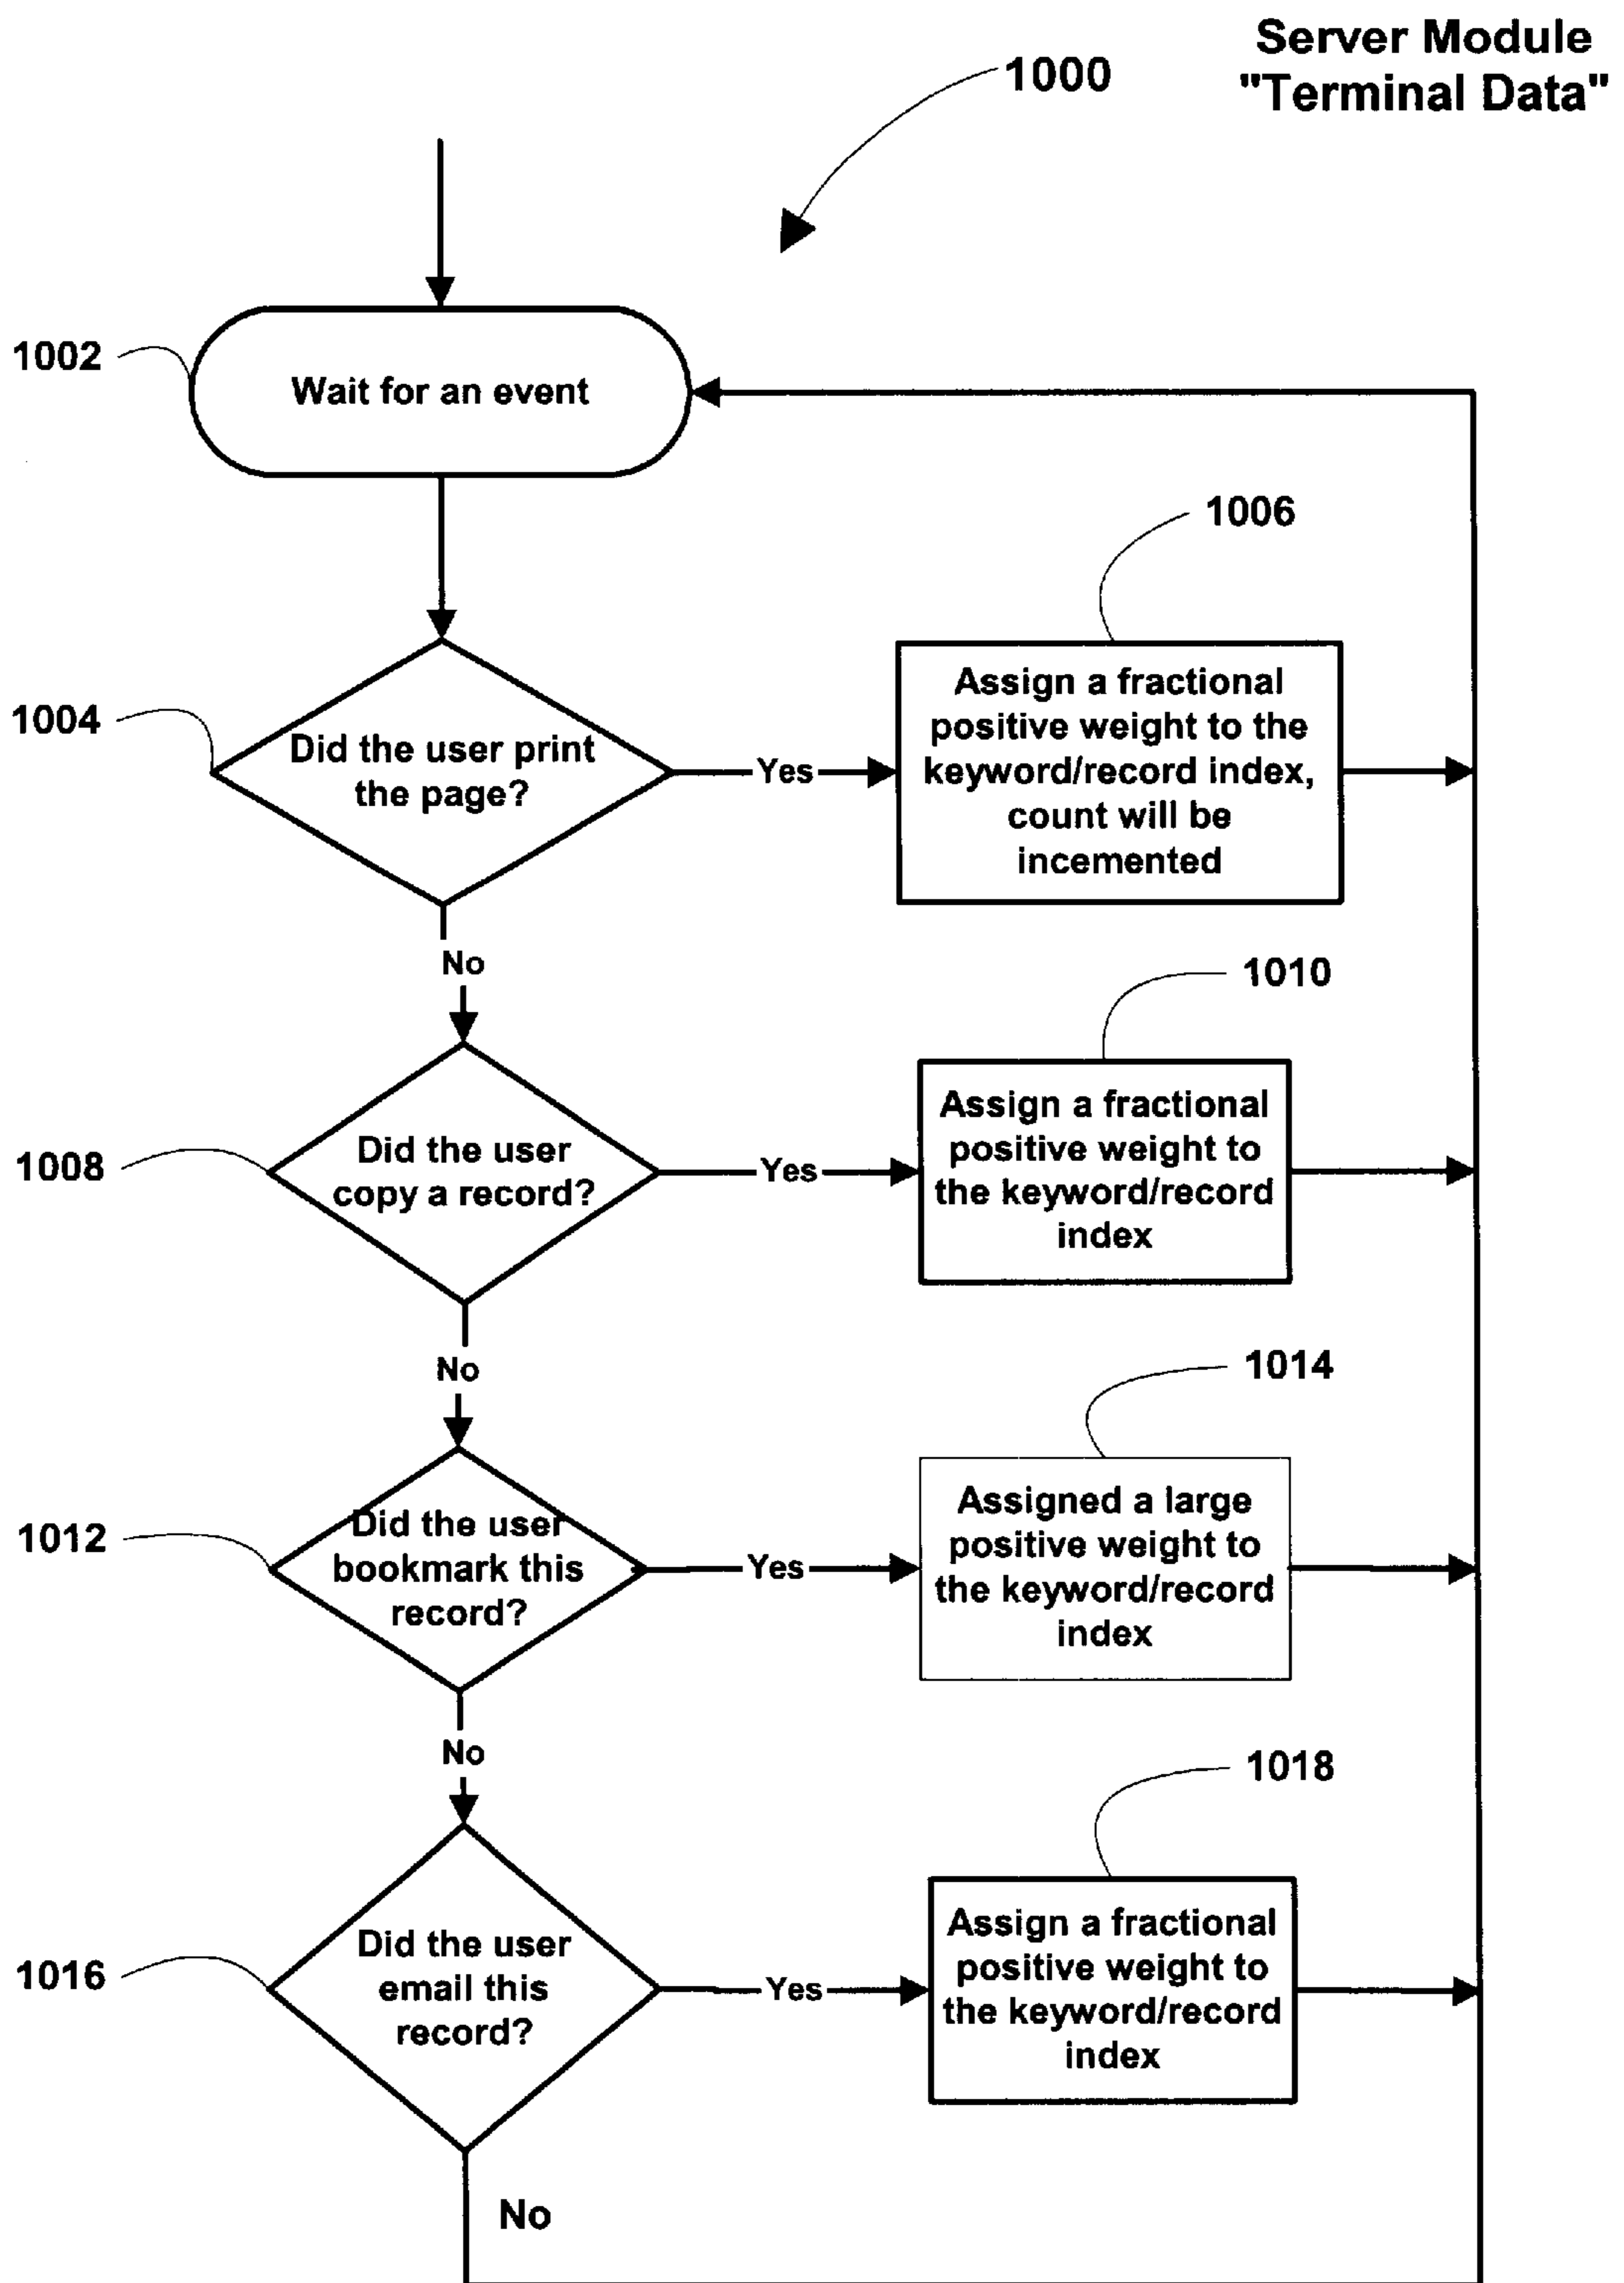 Server Module
"Terminal Data"
1000
1002
Wait for an event
1006
Assign a fractional
positive weight to the
keyword/record index,
count will be
incemented
1004
Did the user print
the page?
Yes
No
1010
Assign a fractional
positive weight to
the keyword/record
index
1008
Did the user
copy a record?
Yes
No
1014
Assigned a large
positive weight to
the keyword/record
index
1012
Did the user
bookmark this
record?
Yes
No
1018
Assign a fractional
positive weight to
the keyword/record
index
1016
Did the user
email this
record?
Yes
No